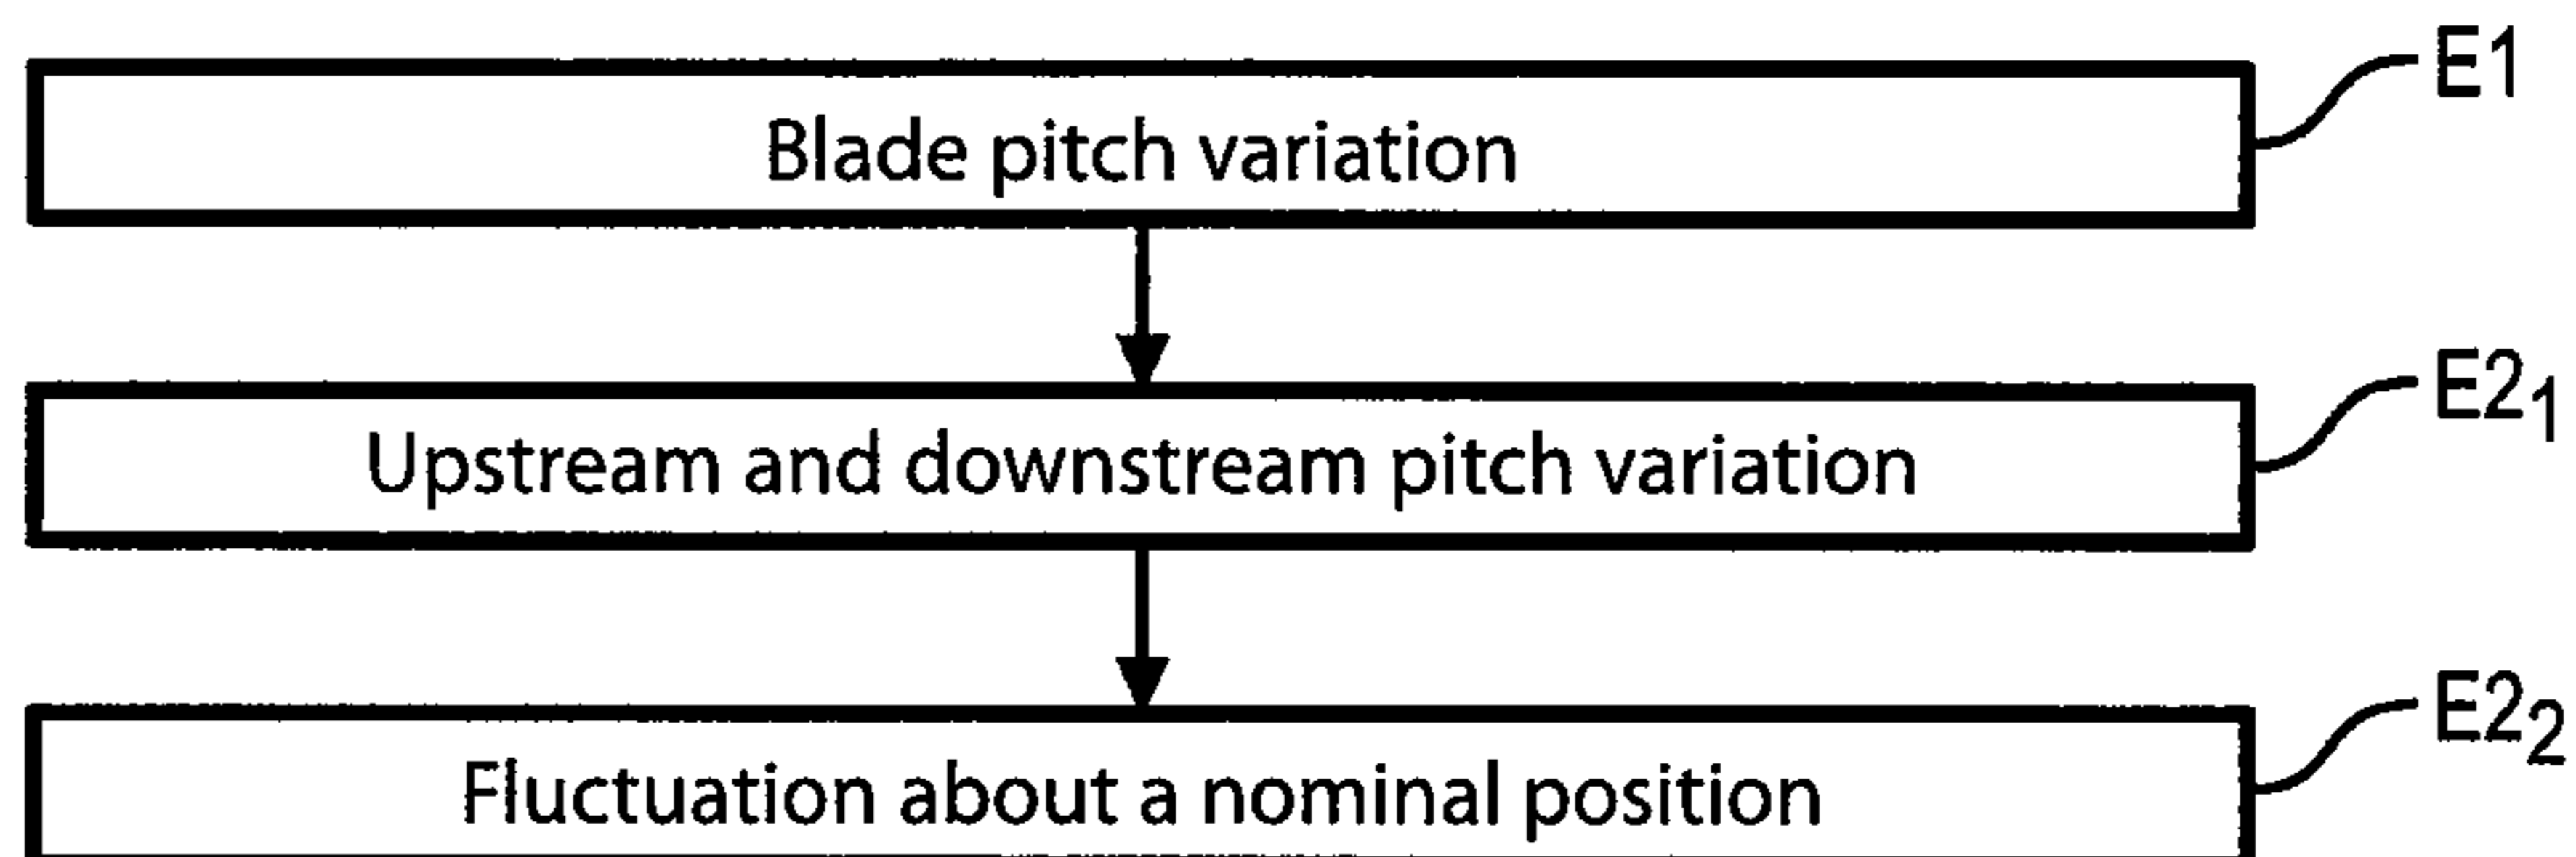 Blade pitch variation
E1
Upstream and downstream pitch variation
E2₁
Fluctuation about a nominal position
E2₂